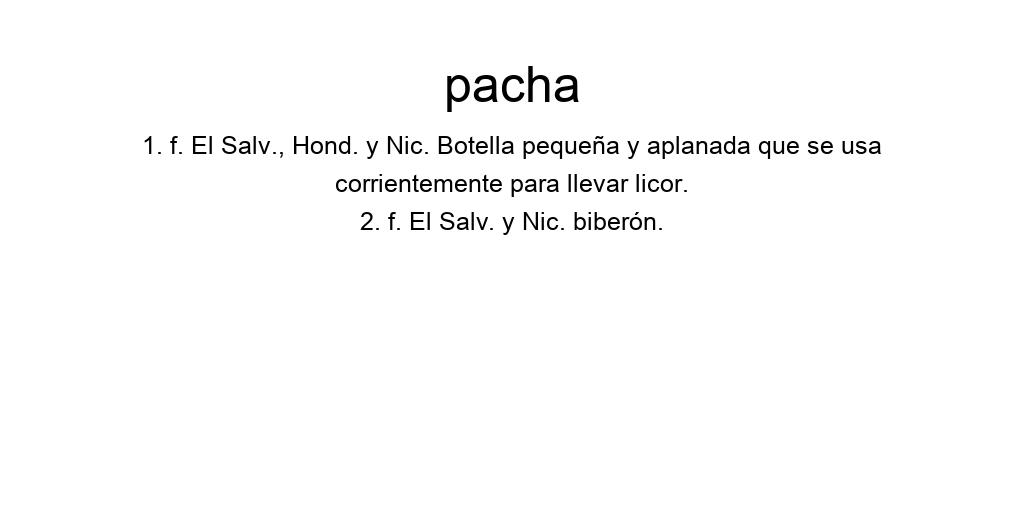 pacha
1. f. El Salv., Hond. y Nic. Botella pequeña y aplanada que se usa
corrientemente para llevar licor.
2. f. El Salv. y Nic. biberón.